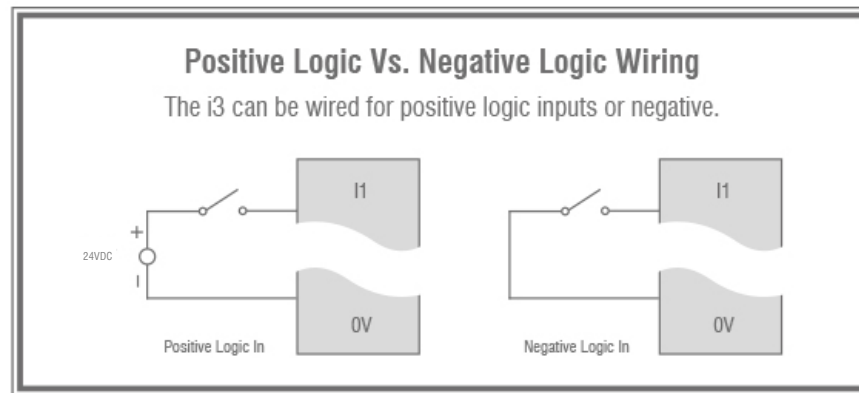 Positive Logic Vs. Negative Logic Wiring
The i3 can be wired for positive logic inputs or negative.
I1
I1
+
24VDC
–
0V
0V
Positive Logic In
Negative Logic In